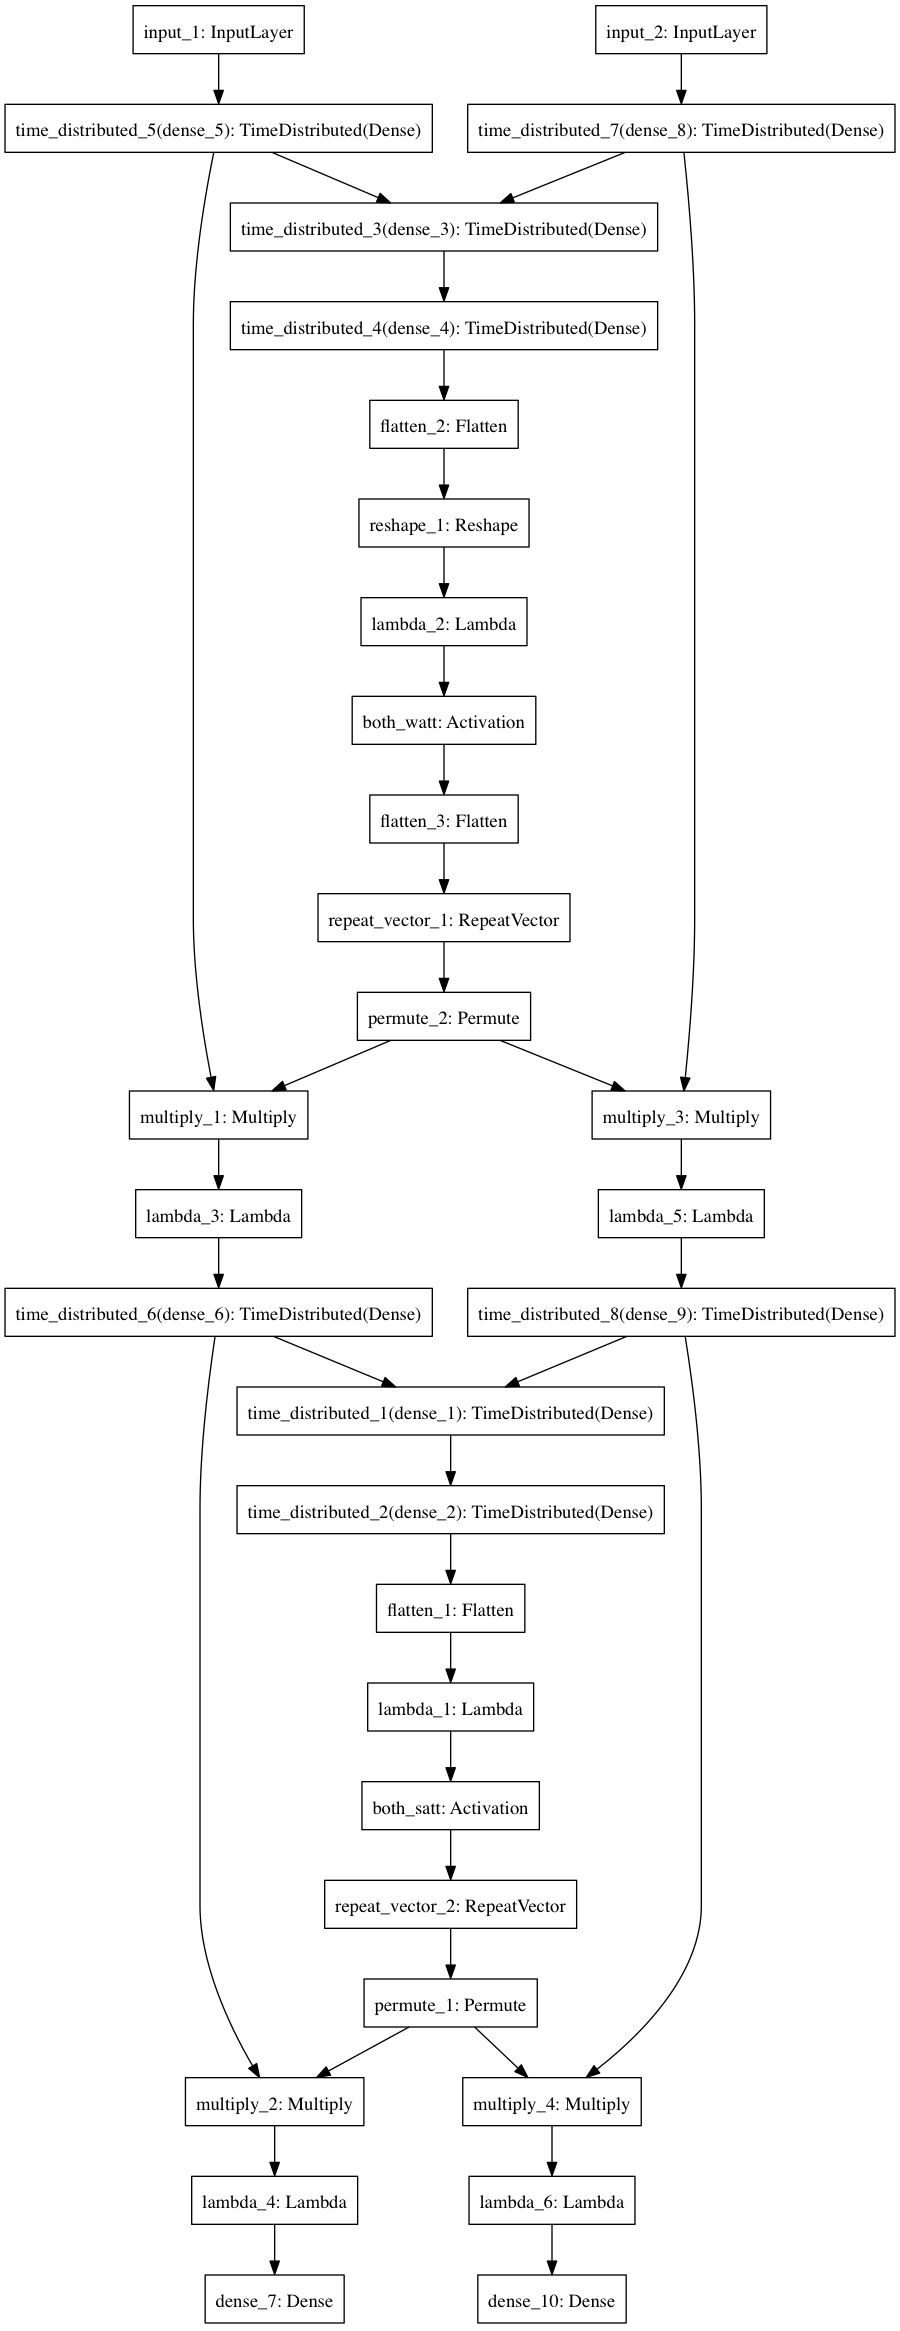 input_1: InputLayer
input_2: InputLayer
time_distributed_5(dense_5): TimeDistributed(Dense)
time_distributed_7(dense_8): TimeDistributed(Dense)
time_distributed_3(dense_3): TimeDistributed(Dense)
time_distributed_4(dense_4): TimeDistributed(Dense)
flatten_2: Flatten
reshape_1: Reshape
lambda_2: Lambda
both_watt: Activation
flatten_3: Flatten
repeat_vector_1: RepeatVector
permute_2: Permute
multiply_1: Multiply
multiply_3: Multiply
lambda_3: Lambda
lambda_5: Lambda
time_distributed_6(dense_6): TimeDistributed(Dense)
time_distributed_8(dense_9): TimeDistributed(Dense)
time_distributed_1(dense_1): TimeDistributed(Dense)
time_distributed_2(dense_2): TimeDistributed(Dense)
flatten_1: Flatten
lambda_1: Lambda
both_satt: Activation
repeat_vector_2: RepeatVector
permute_1: Permute
multiply_2: Multiply
multiply_4: Multiply
lambda_4: Lambda
lambda_6: Lambda
dense_7: Dense
dense_10: Dense